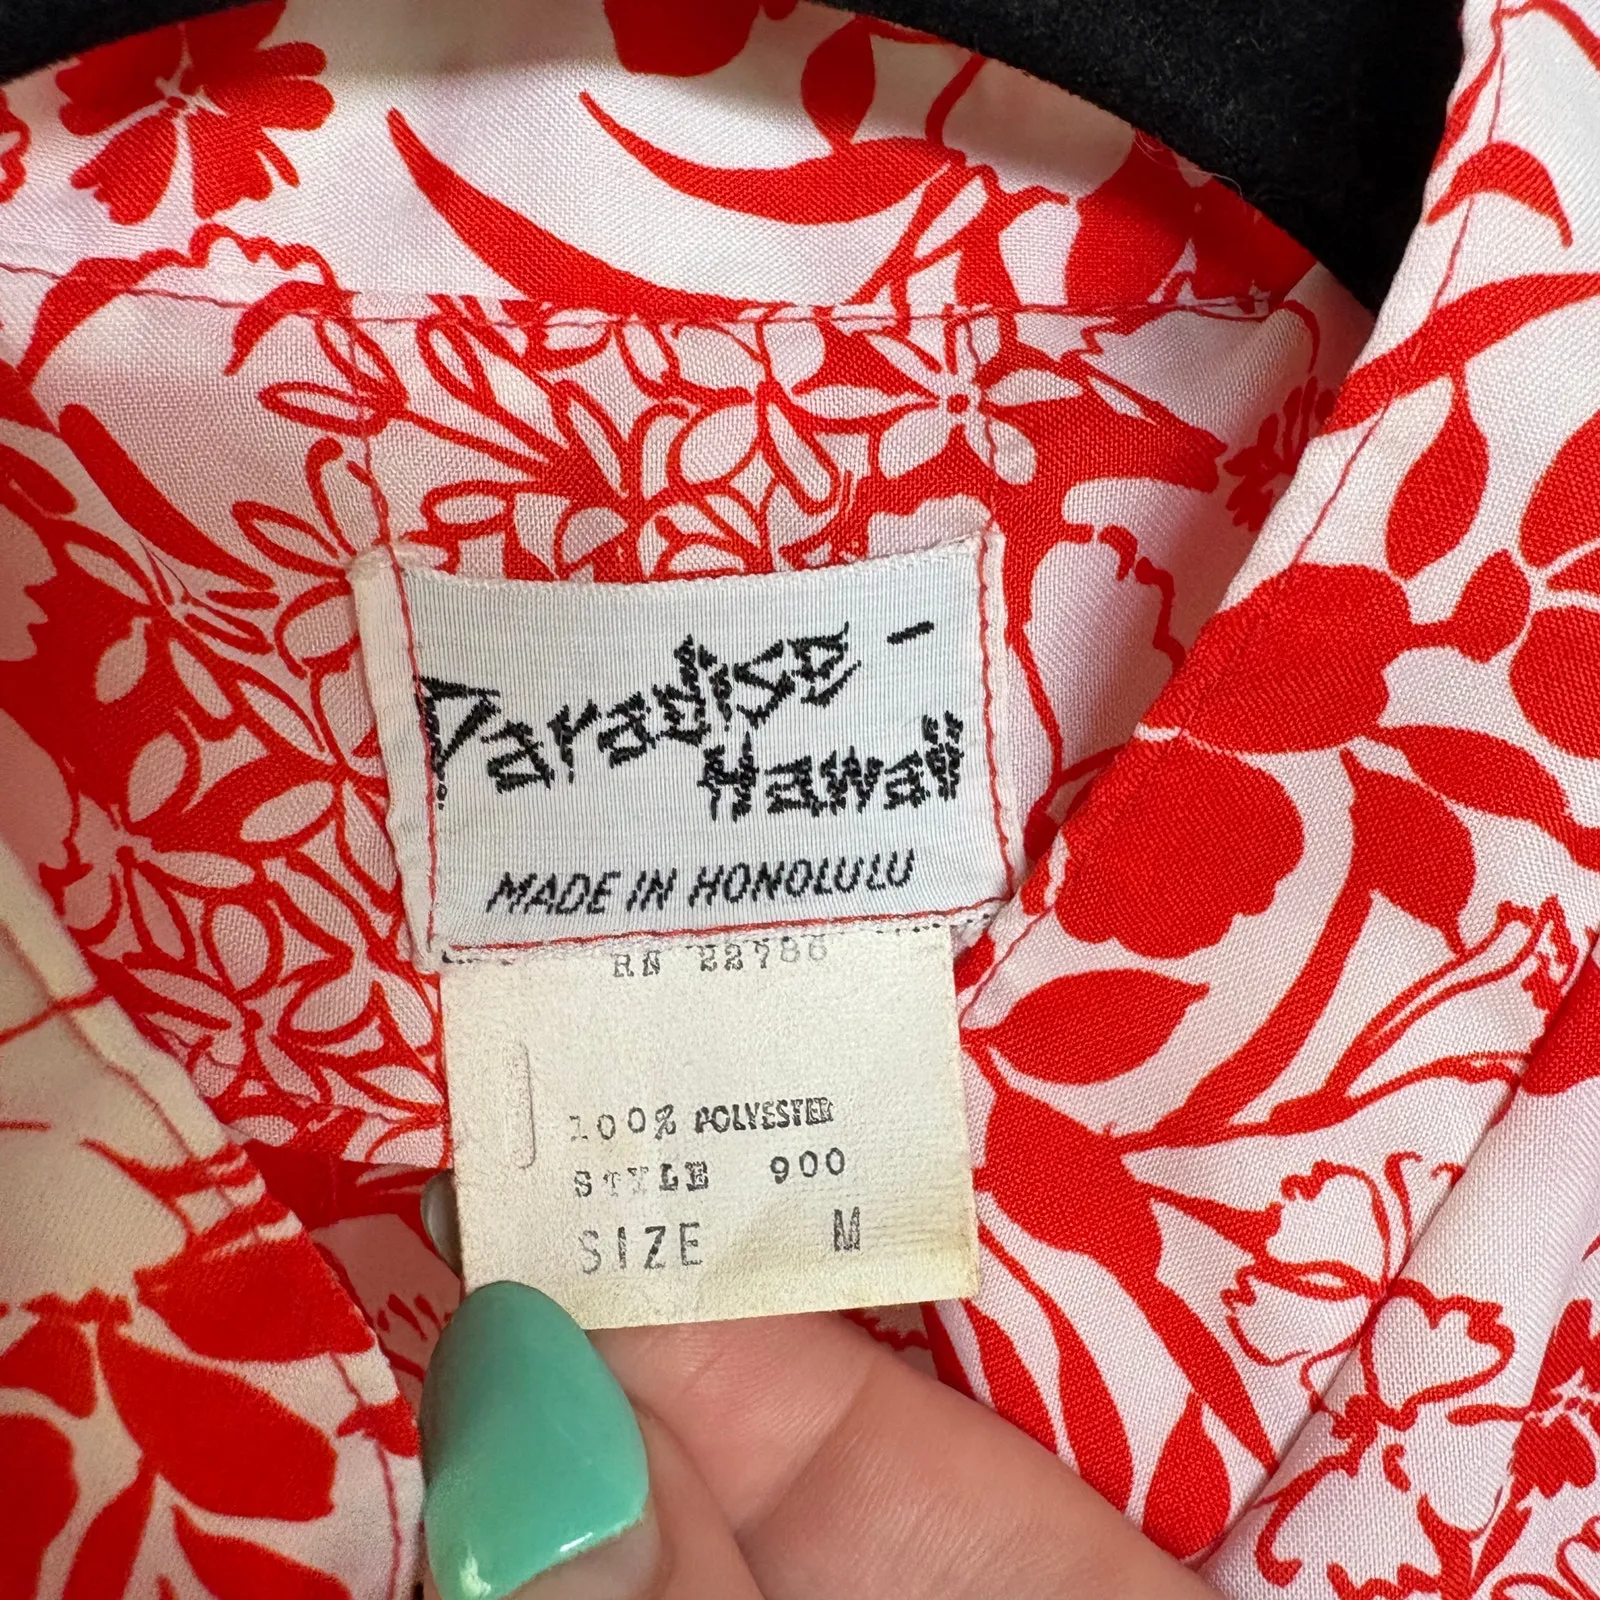 Paradise -
Hawaii
MADE IN HONOLULU
RN 22786
100% POLYESTER
STYLE 900
SIZE M